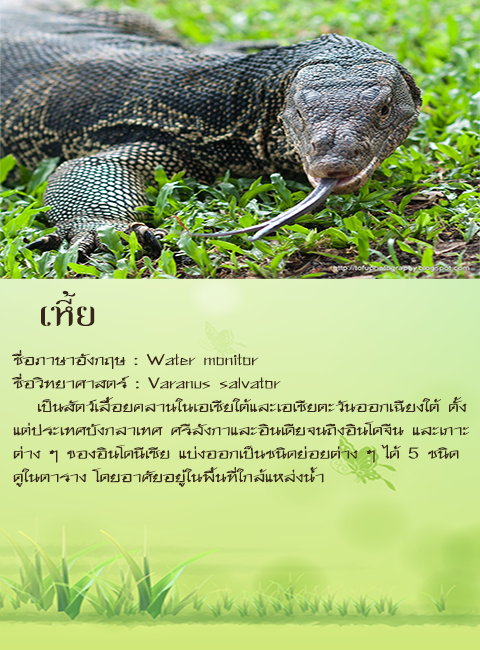 http://tofuphotography.blogspot.com
เหี้ย
ชื่อภาษาอังกฤษ : Water monitor
ชื่อวิทยาศาสตร์ : Varanus salvator
เป็นสัตว์เลื้อยคลานในเอเชียใต้และเอเชียตะวันออกเฉียงใต้ ตั้ง
แต่ประเทศบังกลาเทศ ศรีลังกาและอินเดียจนถึงอินโดจีน และเกาะ
ต่าง ๆ ของอินโดนีเซีย แบ่งออกเป็นชนิดย่อยต่าง ๆ ได้ 5 ชนิด
ดูในตาราง โดยอาศัยอยู่ในพื้นที่ใกล้แหล่งน้ำ